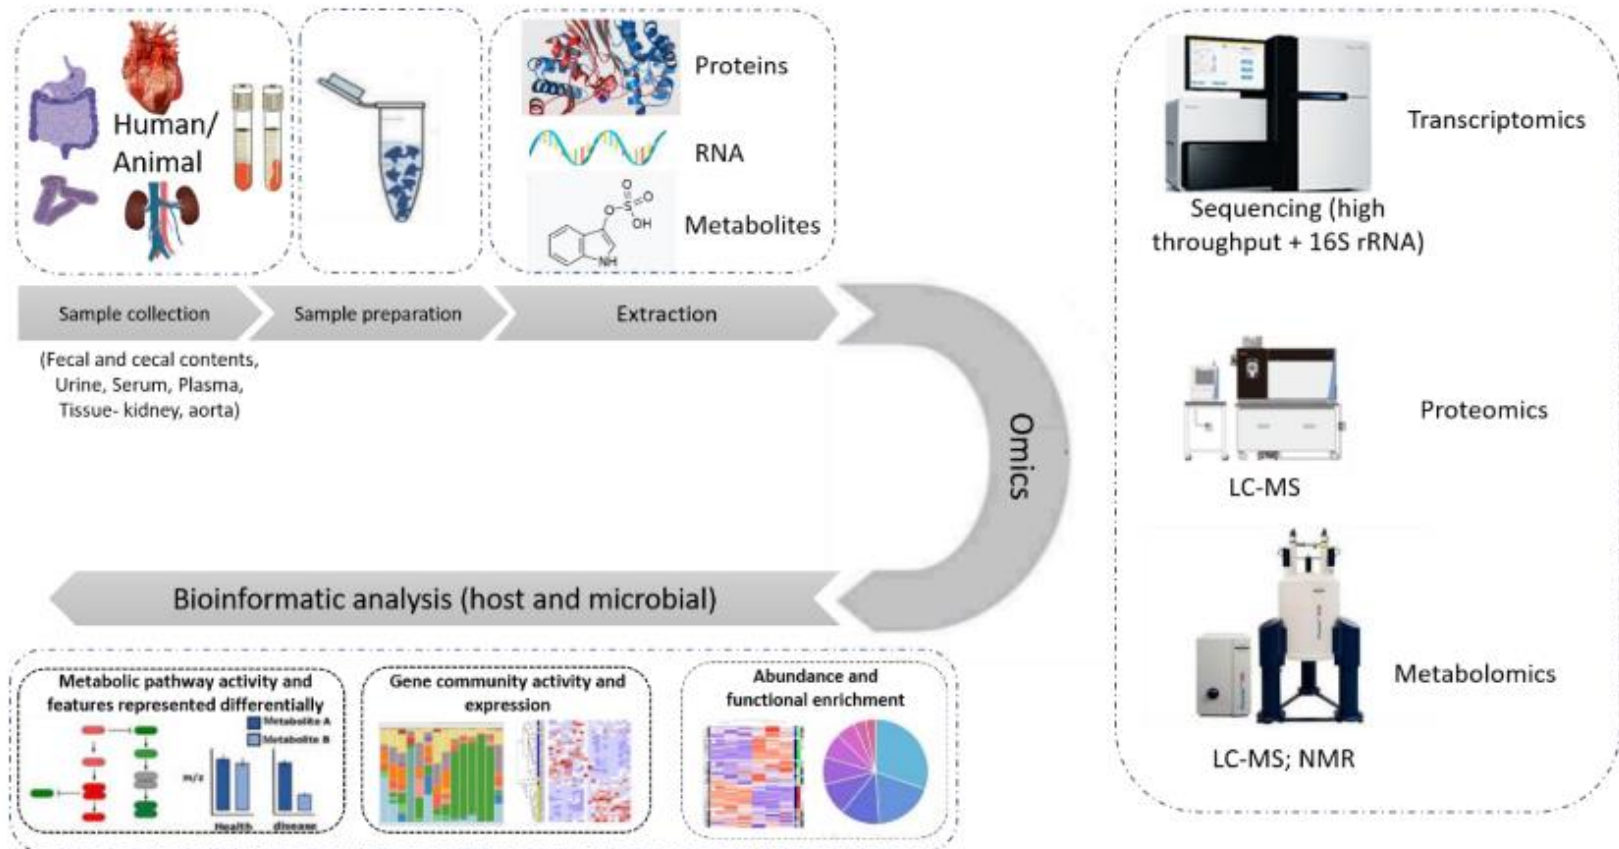 Human/
Animal
Proteins
RNA
O
S
O
O
OH
NH
Metabolites
Transcriptomics
Sequencing (high
throughput + 16S rRNA)
Sample collection
Sample preparation
Extraction
(Fecal and cecal contents,
Urine, Serum, Plasma,
Tissue- kidney, aorta)
Omics
Proteomics
LC-MS
Metabolomics
LC-MS; NMR
Bioinformatic analysis (host and microbial)
Metabolic pathway activity and
features represented differentially
Metabolite A
Metabolite B
m/z
Health
disease
Gene community activity and
expression
Abundance and
functional enrichment